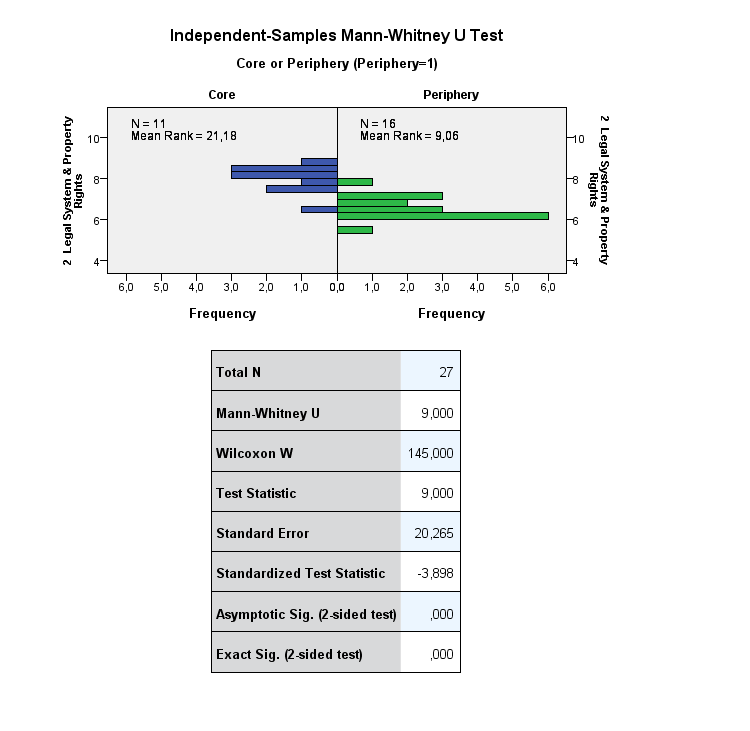 Independent-Samples Mann-Whitney U Test
Core or Periphery (Periphery=1)
Core
Periphery
N = 11
Mean Rank = 21,18
N = 16
Mean Rank = 9,06
2 Legal System & Property
Rights
10
8
6
4
10
8
6
4
2 Legal System & Property
Rights
6,0 5,0 4,0 3,0 2,0 1,0 0,0 1,0 2,0 3,0 4,0 5,0 6,0
Frequency
Frequency
Total N 27
Mann-Whitney U 9,000
Wilcoxon W 145,000
Test Statistic 9,000
Standard Error 20,265
Standardized Test Statistic -3,898
Asymptotic Sig. (2-sided test) ,000
Exact Sig. (2-sided test) ,000